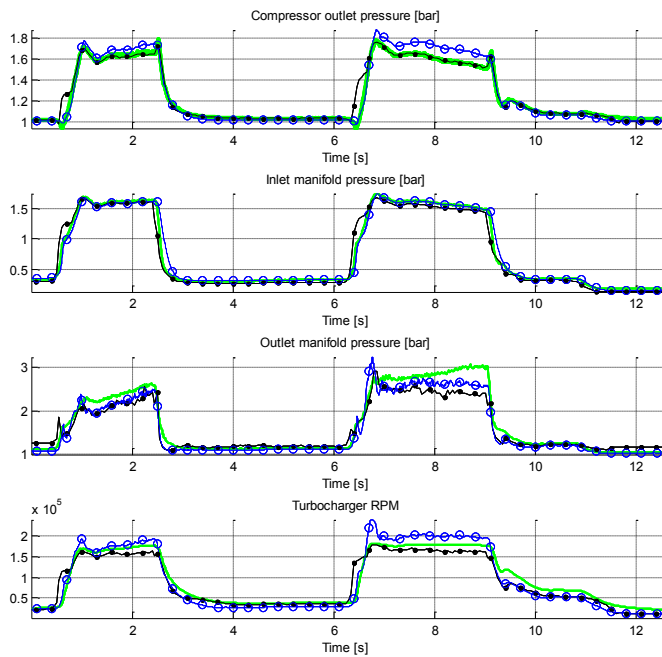 Compressor outlet pressure [bar]
1.8
1.6
1.4
1.2
1
2 4 6 8 10 12
Time [s]
Inlet manifold pressure [bar]
1.5
1
0.5
2 4 6 8 10 12
Time [s]
Outlet manifold pressure [bar]
3
2
1
2 4 6 8 10 12
Time [s]
x 10^5
Turbocharger RPM
2
1.5
1
0.5
2 4 6 8 10 12
Time [s]